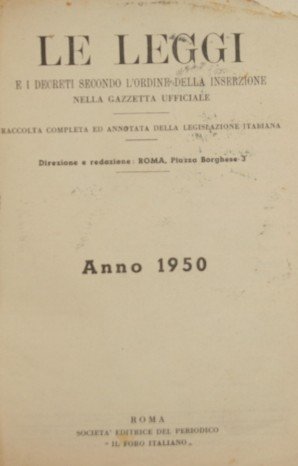 LE LEGGI
E I DECRETI SECONDO L'ORDINE DELLA INSERZIONE
NELLA GAZZETTA UFFICIALE
RACCOLTA COMPLETA ED ANNOTATA DELLA LEGISLAZIONE ITALIANA
Direzione e redazione: ROMA, Piazza Borghese 3
Anno 1950
ROMA
SOCIETA' EDITRICE DEL PERIODICO
"IL FORO ITALIANO„